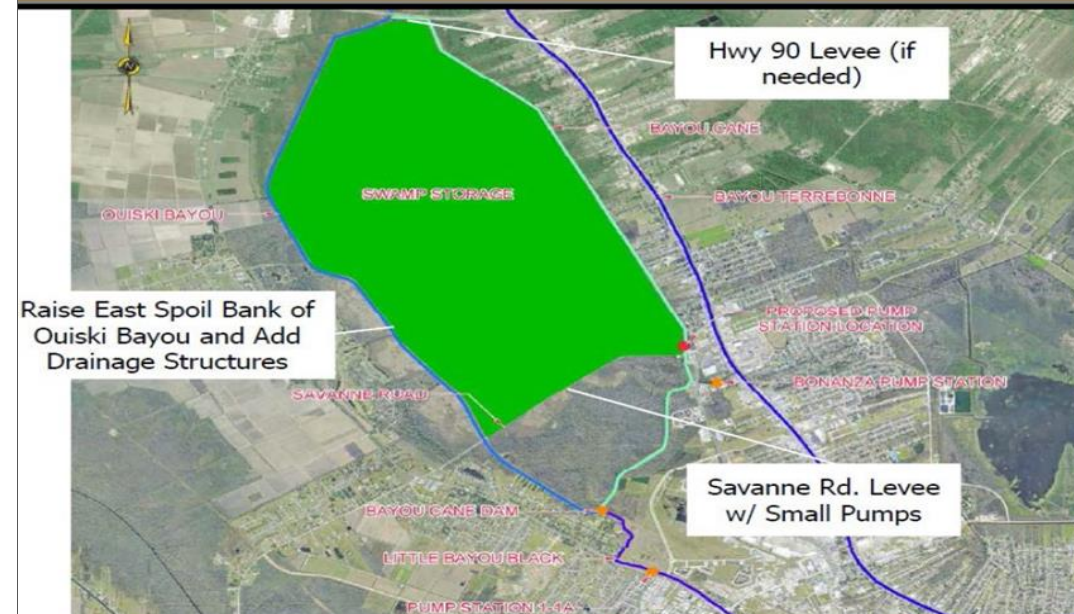 Hwy 90 Levee (if
needed)
BAYOU CANE
SWAMP STORAGE
BAYOU TERREBONNE
OUISKI BAYOU
Raise East Spoil Bank of
Ouiski Bayou and Add
Drainage Structures
PROPOSED PUMP
STATION LOCATION
BONANZA PUMP STATION
SAVANNE ROAD
Savanne Rd. Levee
w/ Small Pumps
BAYOU CANE DAM
LITTLE BAYOU BLACK
PUMP STATION 1-1A
N